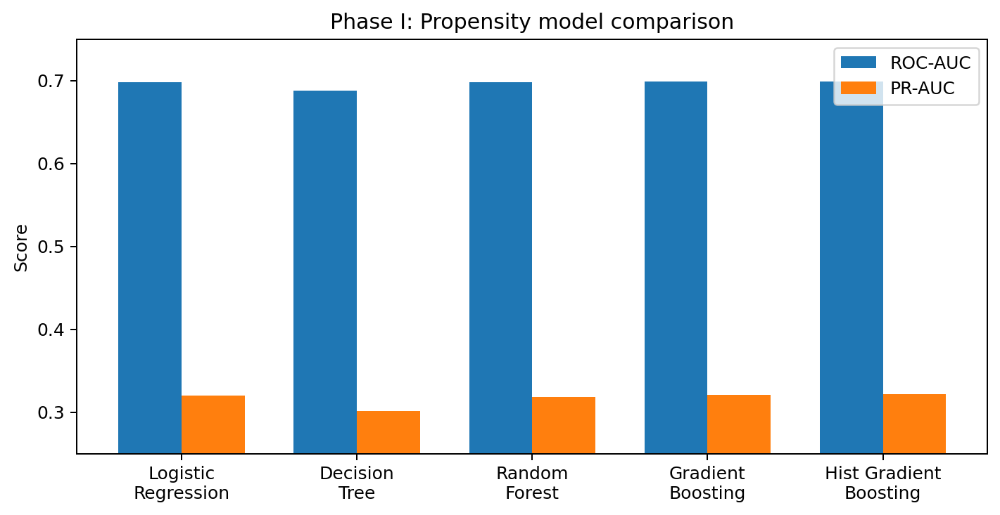 Phase I: Propensity model comparison
ROC-AUC
PR-AUC
Score
0.7
0.6
0.5
0.4
0.3
Logistic
Regression
Decision
Tree
Random
Forest
Gradient
Boosting
Hist Gradient
Boosting